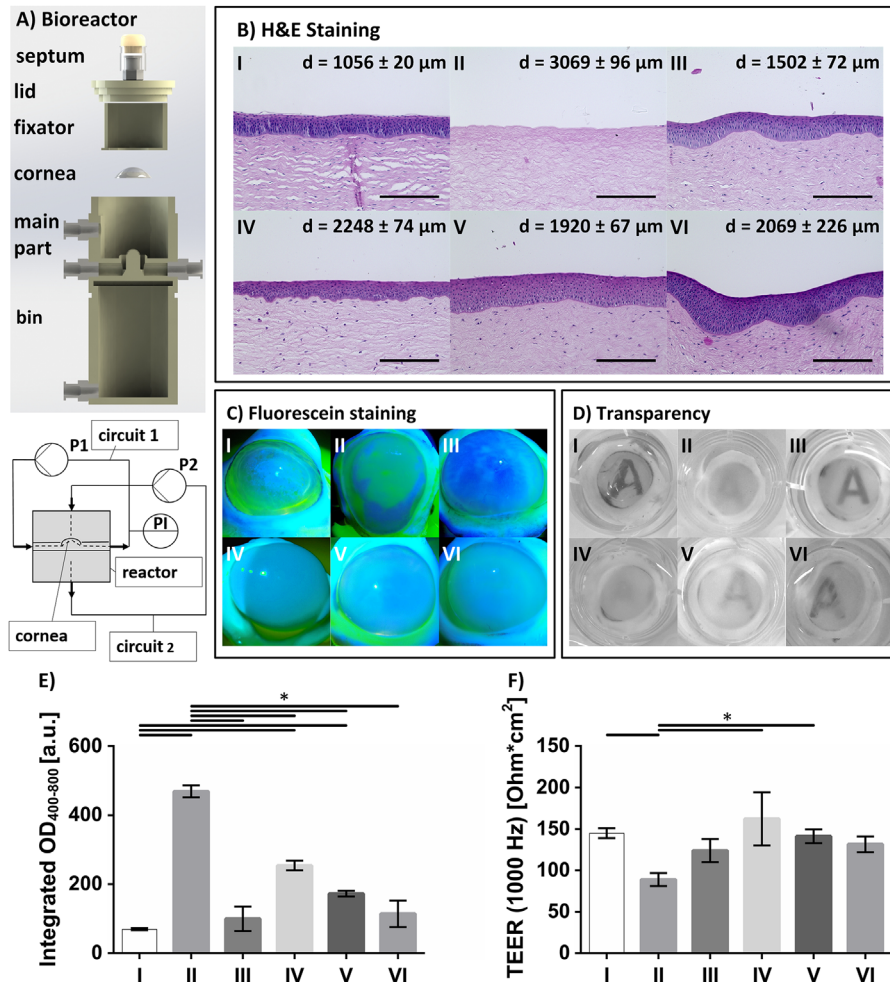 A) Bioreactor
septum
lid
fixator
cornea
main
part
bin
P1
circuit 1
P2
PI
reactor
cornea
circuit 2
B) H&E Staining
I d = 1056 ± 20 µm
II d = 3069 ± 96 µm
III d = 1502 ± 72 µm
IV d = 2248 ± 74 µm
V d = 1920 ± 67 µm
VI d = 2069 ± 226 µm
C) Fluorescein staining
I II III
IV V VI
D) Transparency
I II III
A A
IV V VI
A A
E)
*
Integrated OD400-800 [a.u.]
600
400
200
0
I II III IV V VI
F)
*
TEER (1000 Hz) [Ohm*cm2]
150
200
150
100
50
0
I II III IV V VI